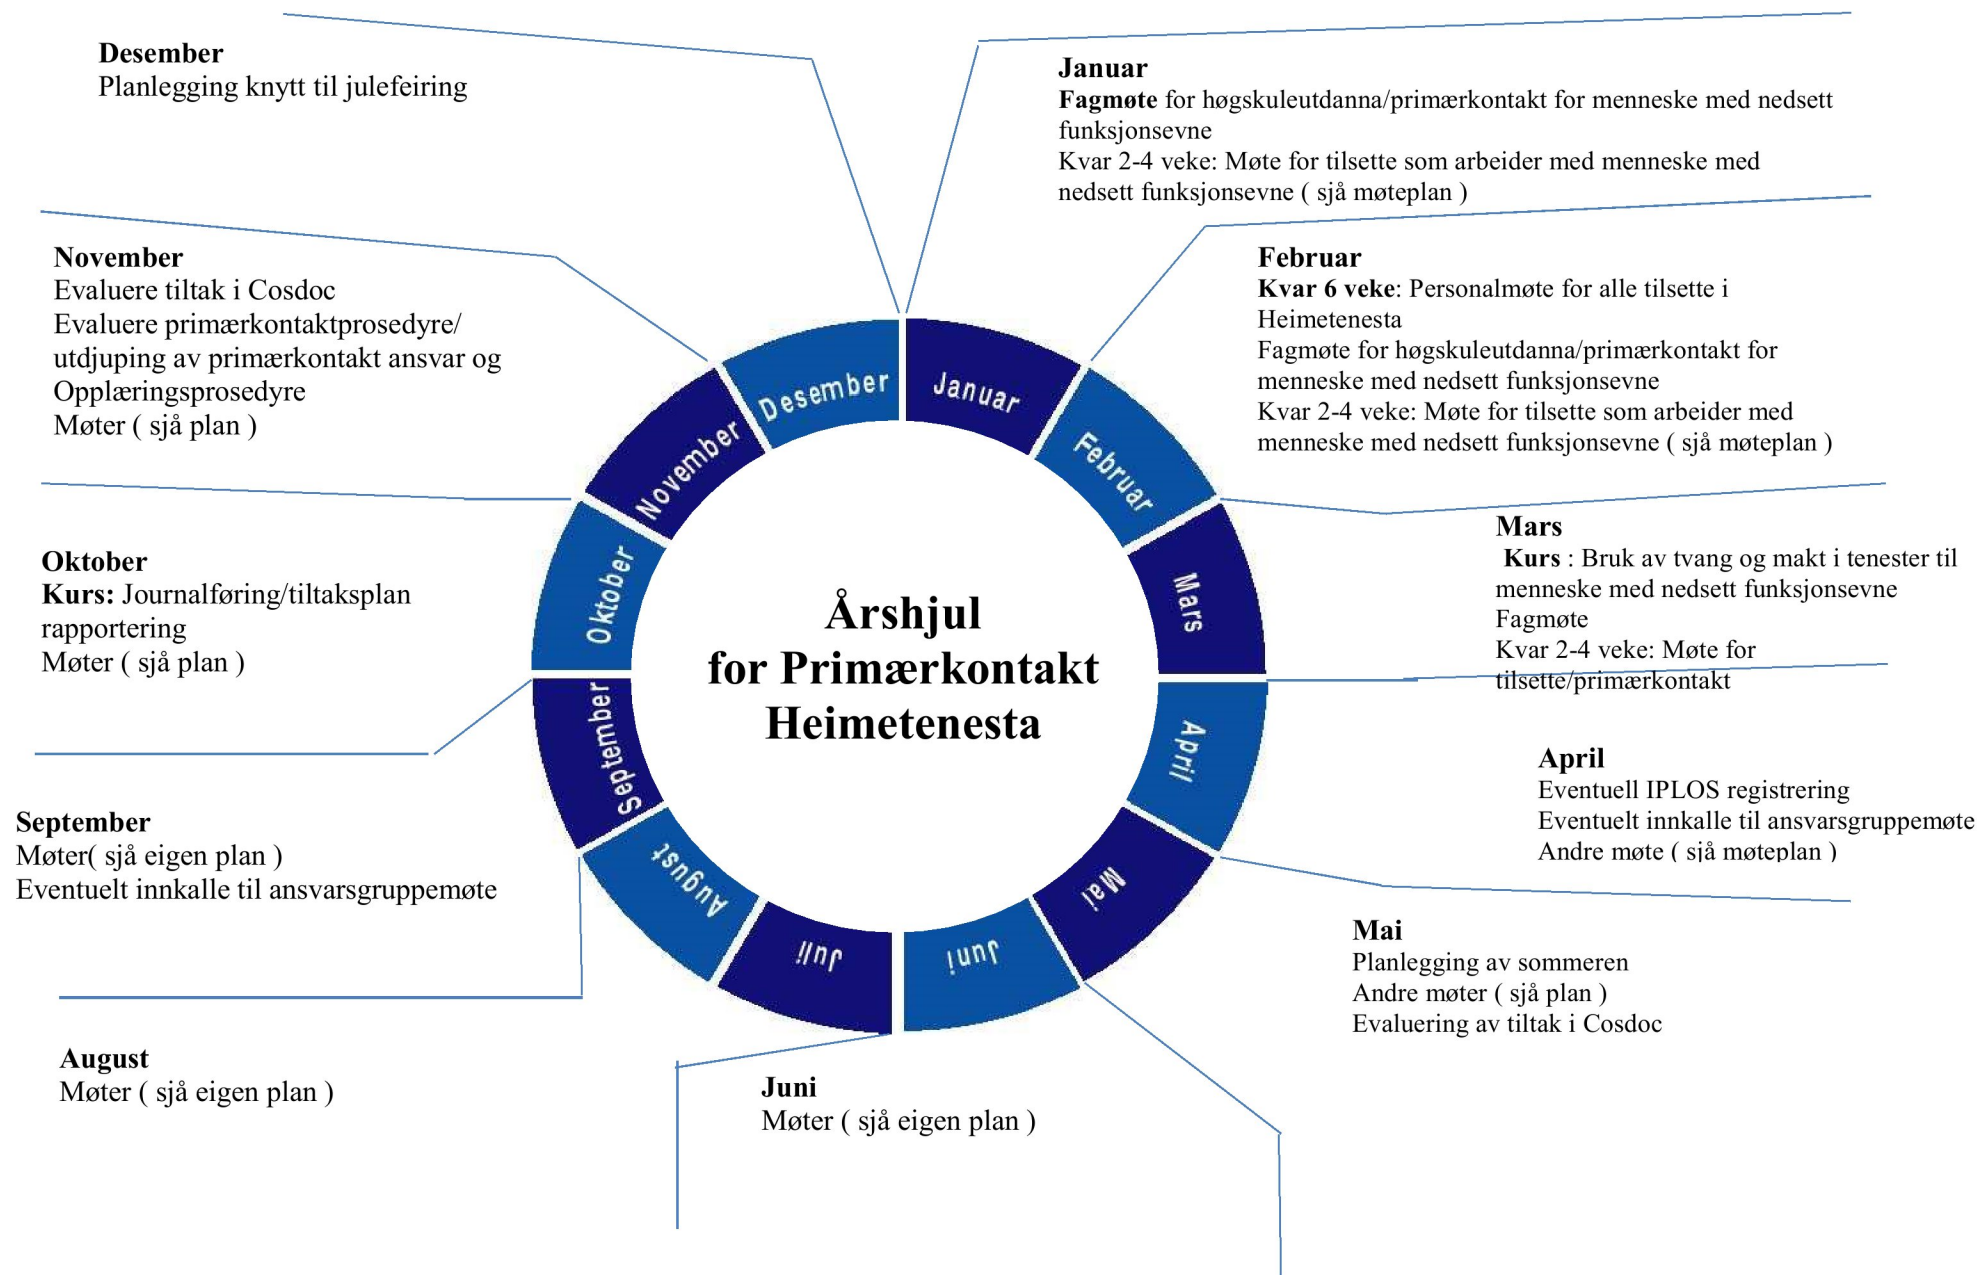 Desember
Planlegging knytt til julefeiring
Januar
Fagmøte for høgskuleutdanna/primærkontakt for menneske med nedsett
funksjonsevne
Kvar 2-4 veke: Møte for tilsette som arbeider med menneske med
nedsett funksjonsevne ( sjå møteplan )
Februar
Kvar 6 veke: Personalmøte for alle tilsette i
Heimetenesta
Fagmøte for høgskuleutdanna/primærkontakt for
menneske med nedsett funksjonsevne
Kvar 2-4 veke: Møte for tilsette som arbeider med
menneske med nedsett funksjonsevne ( sjå møteplan )
Mars
Kurs : Bruk av tvang og makt i tenester til
menneske med nedsett funksjonsevne
Fagmøte
Kvar 2-4 veke: Møte for
tilsette/primærkontakt
April
Eventuell IPLOS registrering
Eventuelt innkalle til ansvarsgruppemøte
Andre møte ( sjå møteplan )
Mai
Planlegging av sommeren
Andre møter ( sjå plan )
Evaluering av tiltak i Cosdoc
Juni
Møter ( sjå eigen plan )
August
Møter ( sjå eigen plan )
September
Møter( sjå eigen plan )
Eventuelt innkalle til ansvarsgruppemøte
Oktober
Kurs: Journalføring/tiltaksplan
rapportering
Møter ( sjå plan )
November
Evaluere tiltak i Cosdoc
Evaluere primærkontaktprosedyre/
utdjuping av primærkontakt ansvar og
Opplæringsprosedyre
Møter ( sjå plan )
Januar
Februar
Mars
April
Mai
Juni
Juli
August
September
Oktober
November
Desember
Årshjul
for Primærkontakt
Heimetenesta